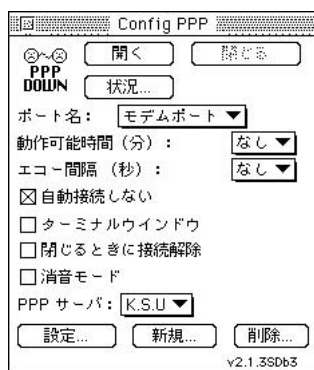 Config PPP
開く 閉じる
PPP
DOWN
状況...
ポート名： モデムポート
動作可能時間（分）： なし
エコー間隔（秒）： なし
自動接続しない
ターミナルウインドウ
閉じるときに接続解除
消音モード
PPP サーバ： K.S.U
設定... 新規... 削除...
v2.1.3SDb3